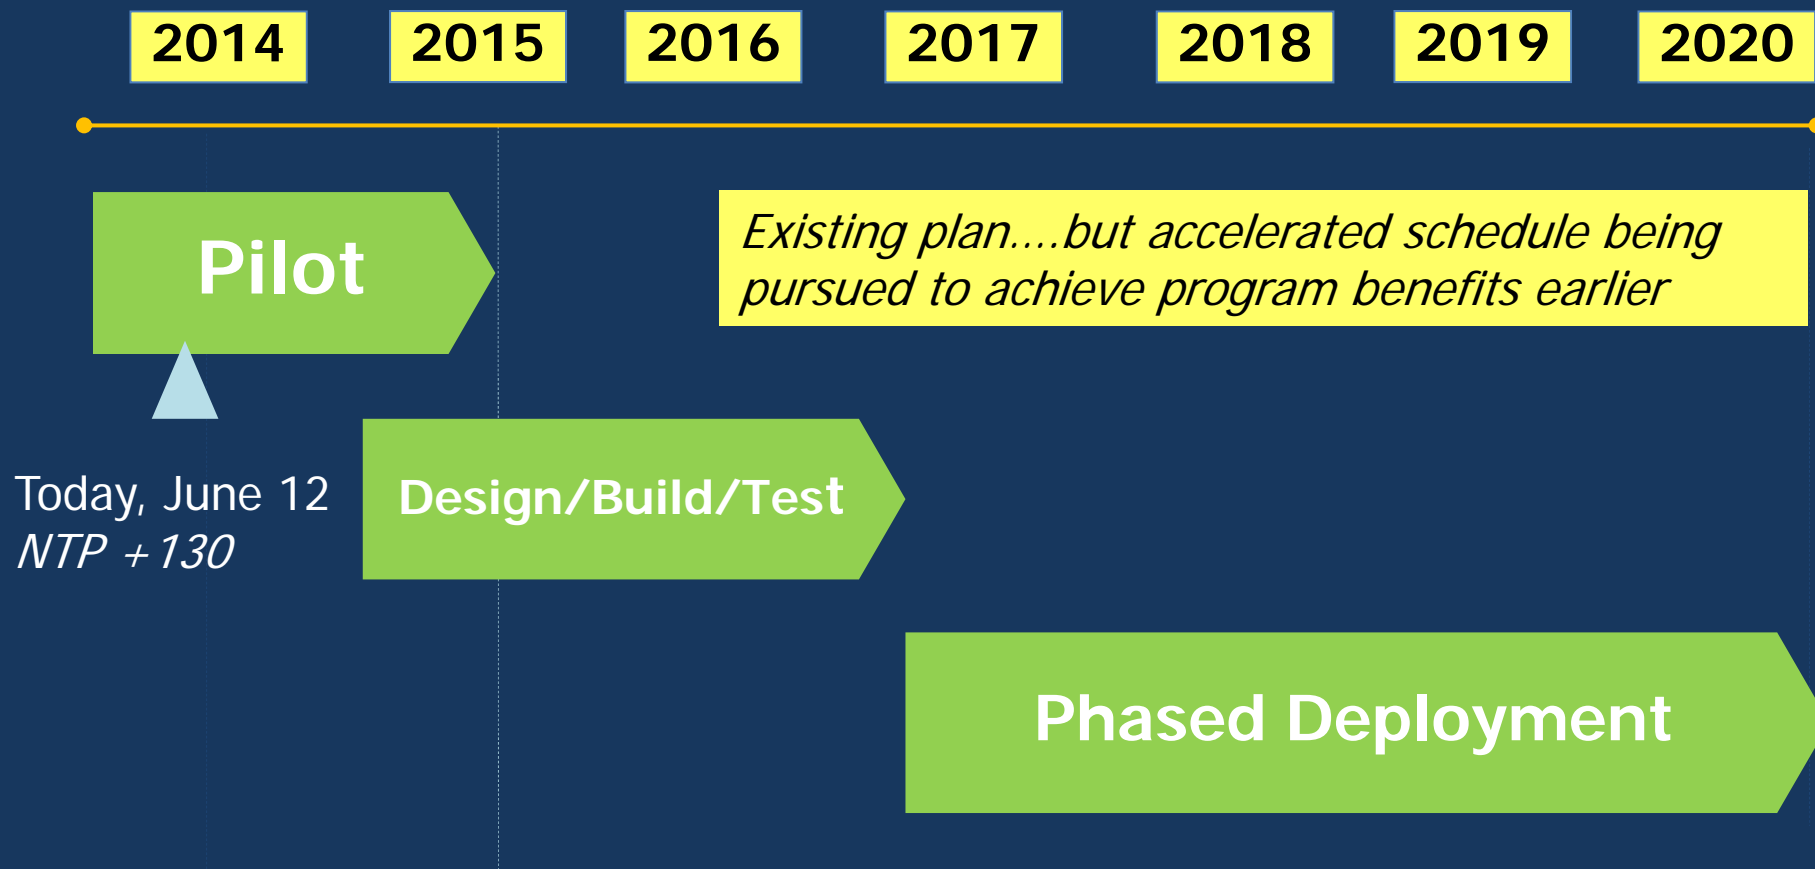 2014 2015 2016 2017 2018 2019 2020
Pilot
Existing plan....but accelerated schedule being
pursued to achieve program benefits earlier
Today, June 12
NTP +130
Design/Build/Test
Phased Deployment